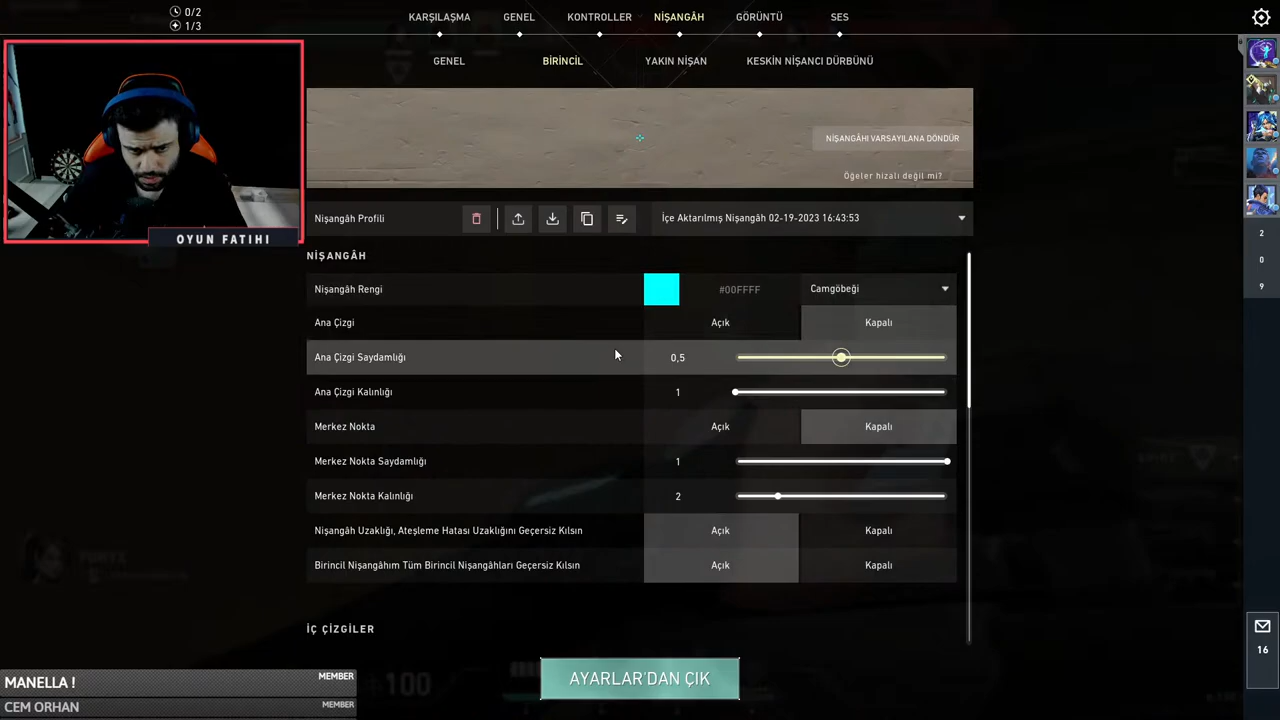 0/2
1/3
KARŞILAŞMA GENEL KONTROLLER NİŞANGÂH GÖRÜNTÜ SES
GENEL BİRİNCİL YAKIN NİŞAN KESKİN NİŞANCI DÜRBÜNÜ
NİŞANGÂHI VARSAYILANA DÖNDÜR
Öğeler hizalı değil mi?
OYUN FATIHI
Nişangâh Profili İçe Aktarılmış Nişangâh 02-19-2023 16:43:53
NİŞANGÂH
Nişangâh Rengi #00FFFF Camgöbeği
Ana Çizgi Açık Kapalı
Ana Çizgi Saydamlığı 0,5
Ana Çizgi Kalınlığı 1
Merkez Nokta Açık Kapalı
Merkez Nokta Saydamlığı 1
Merkez Nokta Kalınlığı 2
Nişangâh Uzaklığı, Ateşleme Hatası Uzaklığını Geçersiz Kılsın Açık Kapalı
Birincil Nişangâhım Tüm Birincil Nişangâhları Geçersiz Kılsın Açık Kapalı
İÇ ÇİZGİLER
AYARLAR'DAN ÇIK
2
0
9
16
MANELLA ! MEMBER
CEM ORHAN MEMBER
100